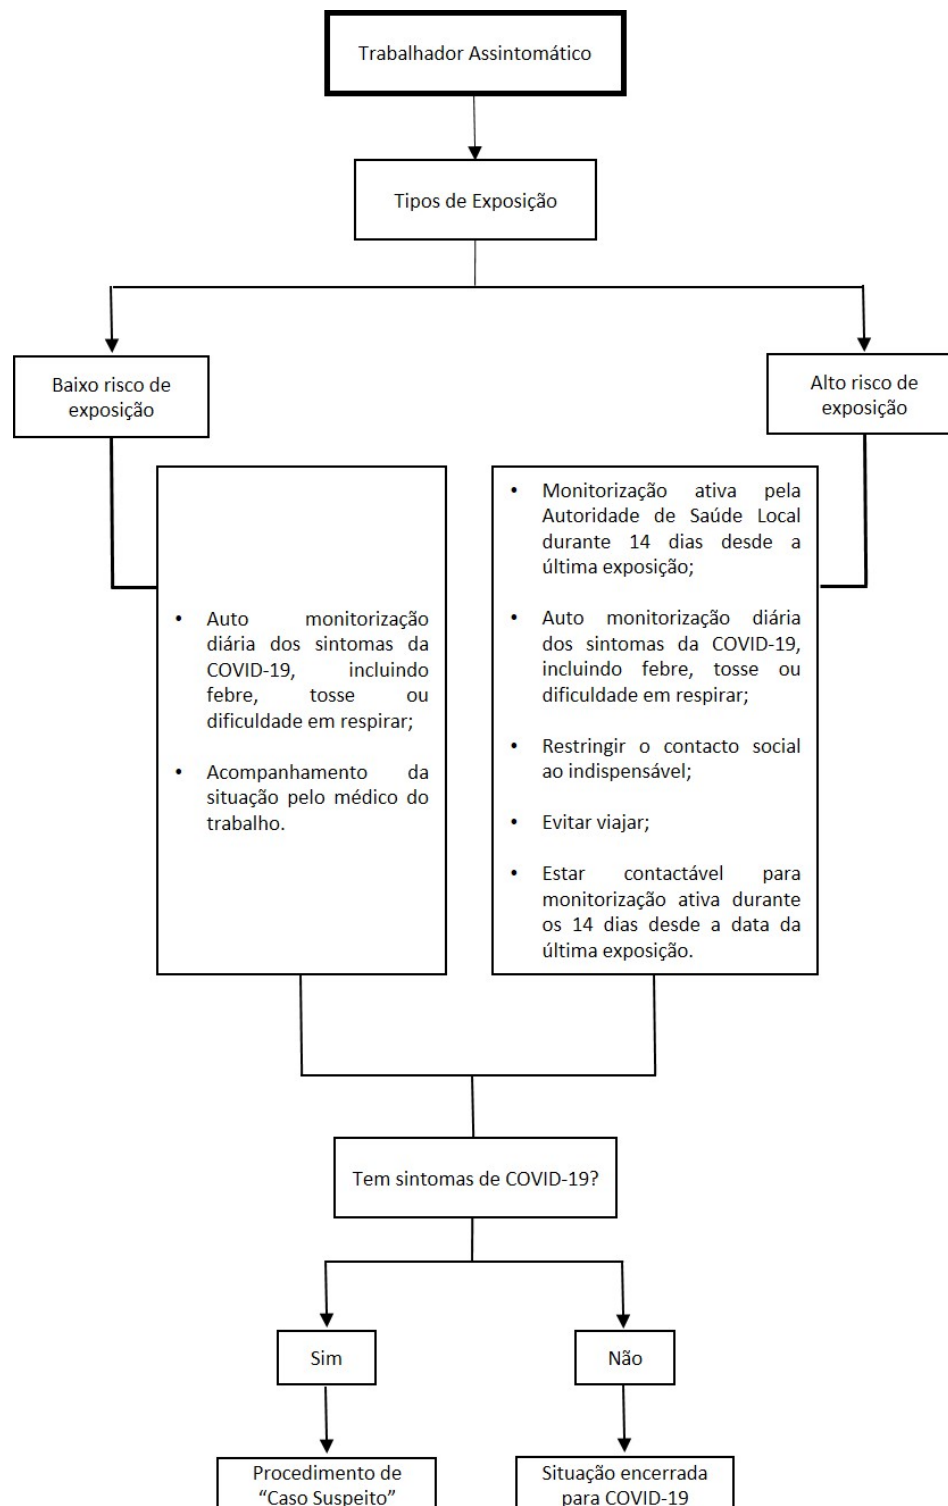 Trabalhador Assintomático
Tipos de Exposição
Baixo risco de
exposição
Alto risco de
exposição
• Auto monitorização
diária dos sintomas da
COVID-19, incluindo
febre, tosse ou
dificuldade em respirar;
• Acompanhamento da
situação pelo médico do
trabalho.
• Monitorização ativa pela
Autoridade de Saúde Local
durante 14 dias desde a
última exposição;
• Auto monitorização diária
dos sintomas da COVID-19,
incluindo febre, tosse ou
dificuldade em respirar;
• Restringir o contacto social
ao indispensável;
• Evitar viajar;
• Estar contactável para
monitorização ativa durante
os 14 dias desde a data da
última exposição.
Tem sintomas de COVID-19?
Sim
Não
Procedimento de
“Caso Suspeito”
Situação encerrada
para COVID-19